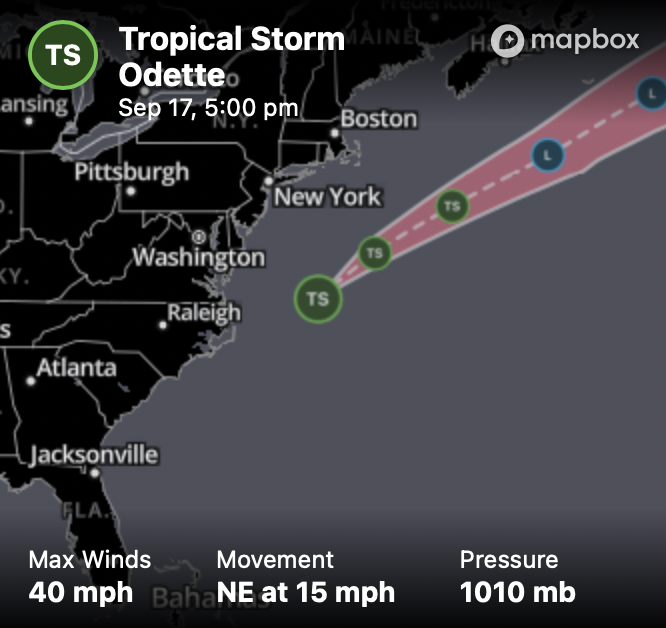 TS
Tropical Storm
Odette
Sep 17, 5:00 pm
mapbox
MAINE
ansing
N.Y.
Boston
Pittsburgh
New York
TS
L
L
TS
TS
Washington
KY.
Raleigh
s
Atlanta
Jacksonville
FLA.
Max Winds
40 mph
Movement
NE at 15 mph
Pressure
1010 mb
Bahamas